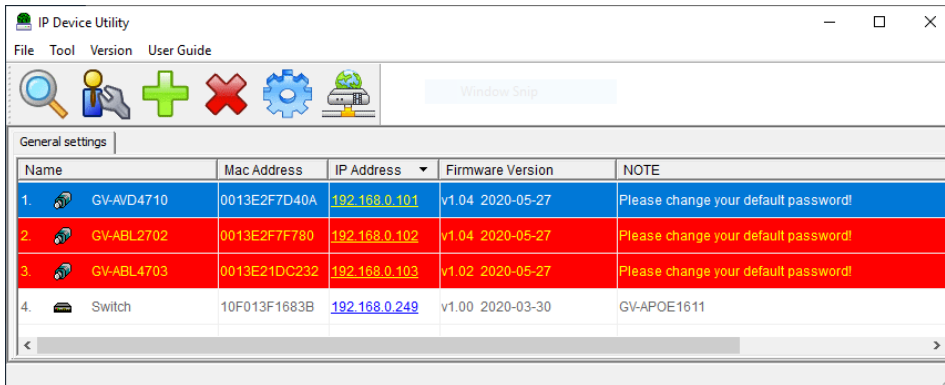 IP Device Utility
File Tool Version User Guide
Window Snip
General settings
Name Mac Address IP Address Firmware Version NOTE
1. GV-AVD4710 0013E2F7D40A 192.168.0.101 v1.04 2020-05-27 Please change your default password!
2. GV-ABL2702 0013E2F7F780 192.168.0.102 v1.04 2020-05-27 Please change your default password!
3. GV-ABL4703 0013E21DC232 192.168.0.103 v1.02 2020-05-27 Please change your default password!
4. Switch 10F013F1683B 192.168.0.249 v1.00 2020-03-30 GV-APOE1611